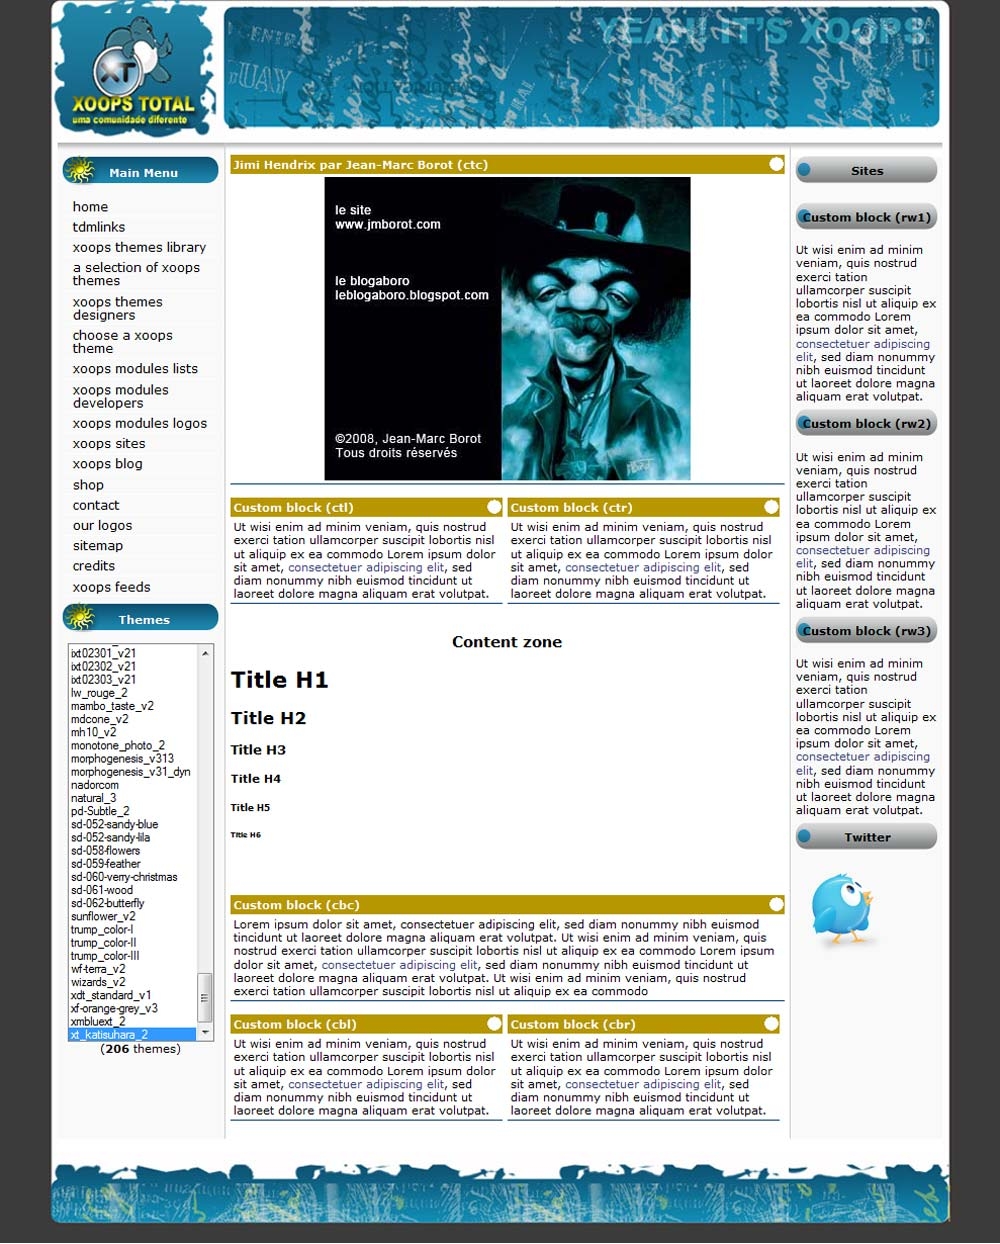 YEAH! IT'S XOOPS
XT
XOOPS TOTAL
uma comunidade diferente
Main Menu
home
tdmlinks
xoops themes library
a selection of xoops
themes
xoops themes
designers
choose a xoops
theme
xoops modules lists
xoops modules
developers
xoops modules logos
xoops sites
xoops blog
shop
contact
our logos
sitemap
credits
xoops feeds
Themes
ixt02301_v21
ixt02302_v21
ixt02303_v21
lw_rouge_2
mambo_taste_v2
mdcone_v2
mh10_v2
monotone_photo_2
morphogenesis_v313
morphogenesis_v31_dyn
nadorcom
natural_3
pd-Subtle_2
sd-052-sandy-blue
sd-052-sandy-lila
sd-058-flowers
sd-059-feather
sd-060-verry-christmas
sd-061-wood
sd-062-butterfly
sunflower_v2
trump_color-I
trump_color-II
trump_color-III
wf-terra_v2
wizards_v2
xdt_standard_v1
xf-orange-grey_v3
xmbluext_2
xt_katisuhara_2
(206 themes)
Jimi Hendrix par Jean-Marc Borot (ctc)
le site
www.jmborot.com
le blogaboro
leblogaboro.blogspot.com
©2008, Jean-Marc Borot
Tous droits réservés
Custom block (ctl)
Ut wisi enim ad minim veniam, quis nostrud
exerci tation ullamcorper suscipit lobortis nisl
ut aliquip ex ea commodo Lorem ipsum dolor
sit amet, consectetuer adipiscing elit, sed
diam nonummy nibh euismod tincidunt ut
laoreet dolore magna aliquam erat volutpat.
Custom block (ctr)
Ut wisi enim ad minim veniam, quis nostrud
exerci tation ullamcorper suscipit lobortis nisl
ut aliquip ex ea commodo Lorem ipsum dolor
sit amet, consectetuer adipiscing elit, sed
diam nonummy nibh euismod tincidunt ut
laoreet dolore magna aliquam erat volutpat.
Content zone
Title H1
Title H2
Title H3
Title H4
Title H5
Title H6
Custom block (cbc)
Lorem ipsum dolor sit amet, consectetuer adipiscing elit, sed diam nonummy nibh euismod
tincidunt ut laoreet dolore magna aliquam erat volutpat. Ut wisi enim ad minim veniam, quis
nostrud exerci tation ullamcorper suscipit lobortis nisl ut aliquip ex ea commodo Lorem ipsum
dolor sit amet, consectetuer adipiscing elit, sed diam nonummy nibh euismod tincidunt ut
laoreet dolore magna aliquam erat volutpat. Ut wisi enim ad minim veniam, quis nostrud
exerci tation ullamcorper suscipit lobortis nisl ut aliquip ex ea commodo
Custom block (cbl)
Ut wisi enim ad minim veniam, quis nostrud
exerci tation ullamcorper suscipit lobortis nisl
ut aliquip ex ea commodo Lorem ipsum dolor
sit amet, consectetuer adipiscing elit, sed
diam nonummy nibh euismod tincidunt ut
laoreet dolore magna aliquam erat volutpat.
Custom block (cbr)
Ut wisi enim ad minim veniam, quis nostrud
exerci tation ullamcorper suscipit lobortis nisl
ut aliquip ex ea commodo Lorem ipsum dolor
sit amet, consectetuer adipiscing elit, sed
diam nonummy nibh euismod tincidunt ut
laoreet dolore magna aliquam erat volutpat.
Sites
Custom block (rw1)
Ut wisi enim ad minim
veniam, quis nostrud
exerci tation
ullamcorper suscipit
lobortis nisl ut aliquip ex
ea commodo Lorem
ipsum dolor sit amet,
consectetuer adipiscing
elit, sed diam nonummy
nibh euismod tincidunt
ut laoreet dolore magna
aliquam erat volutpat.
Custom block (rw2)
Ut wisi enim ad minim
veniam, quis nostrud
exerci tation
ullamcorper suscipit
lobortis nisl ut aliquip ex
ea commodo Lorem
ipsum dolor sit amet,
consectetuer adipiscing
elit, sed diam nonummy
nibh euismod tincidunt
ut laoreet dolore magna
aliquam erat volutpat.
Custom block (rw3)
Ut wisi enim ad minim
veniam, quis nostrud
exerci tation
ullamcorper suscipit
lobortis nisl ut aliquip ex
ea commodo Lorem
ipsum dolor sit amet,
consectetuer adipiscing
elit, sed diam nonummy
nibh euismod tincidunt
ut laoreet dolore magna
aliquam erat volutpat.
Twitter